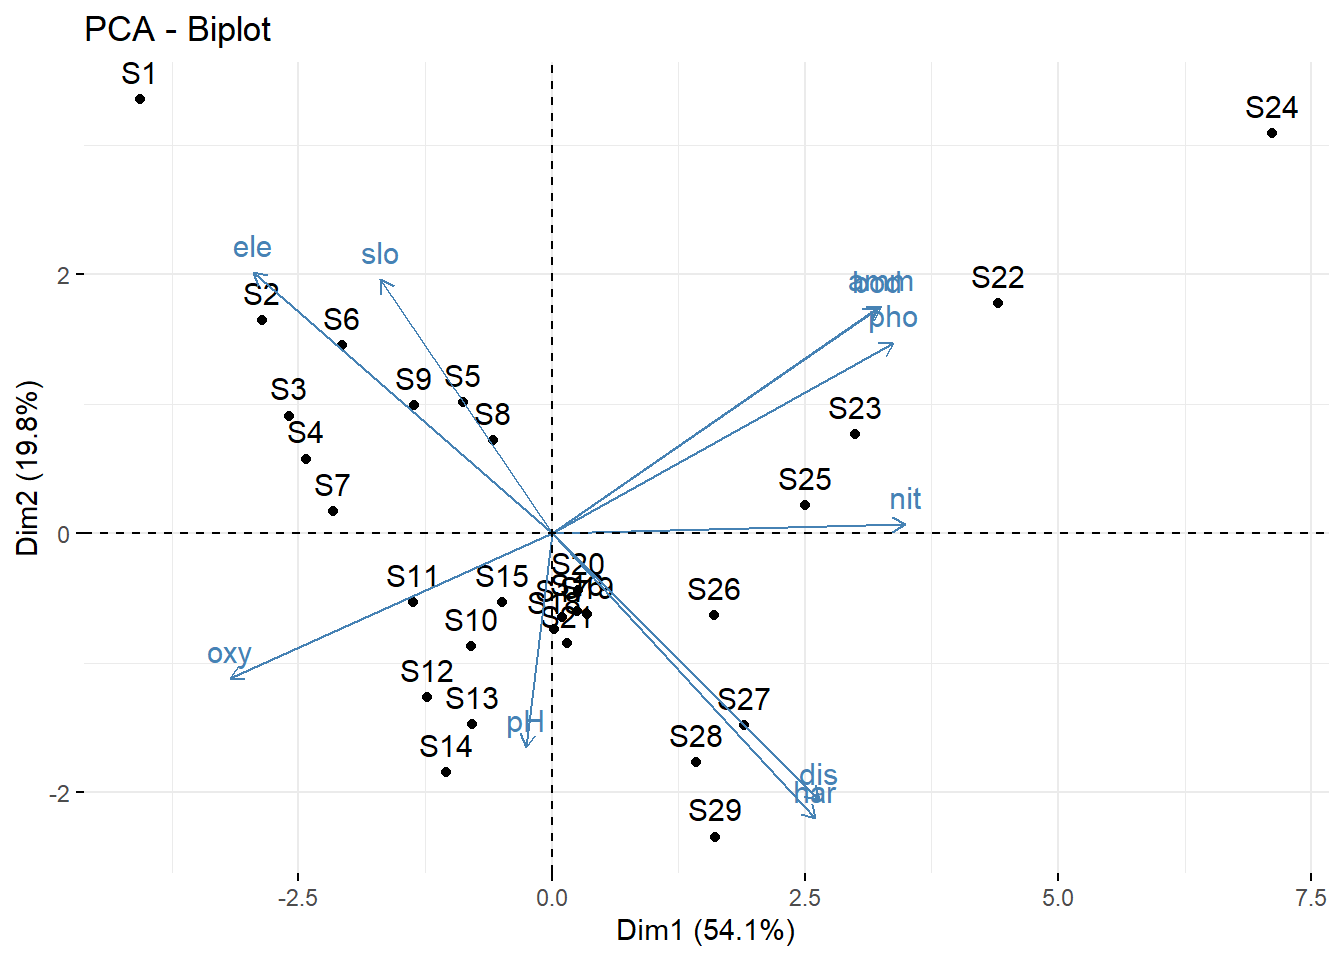 PCA - Biplot
S1
S24
ele
slo
S2
S22
amm
bod
S6
pho
S9
S5
S3
S8
S23
S4
S7
S25
nit
Dim2 (19.8%)
2
0
-2
S20
S11
S15
S26
S10
S21
oxy
S12
S13
S27
pH
S14
S28
dis
har
S29
-2.5
0.0
2.5
5.0
7.5
Dim1 (54.1%)